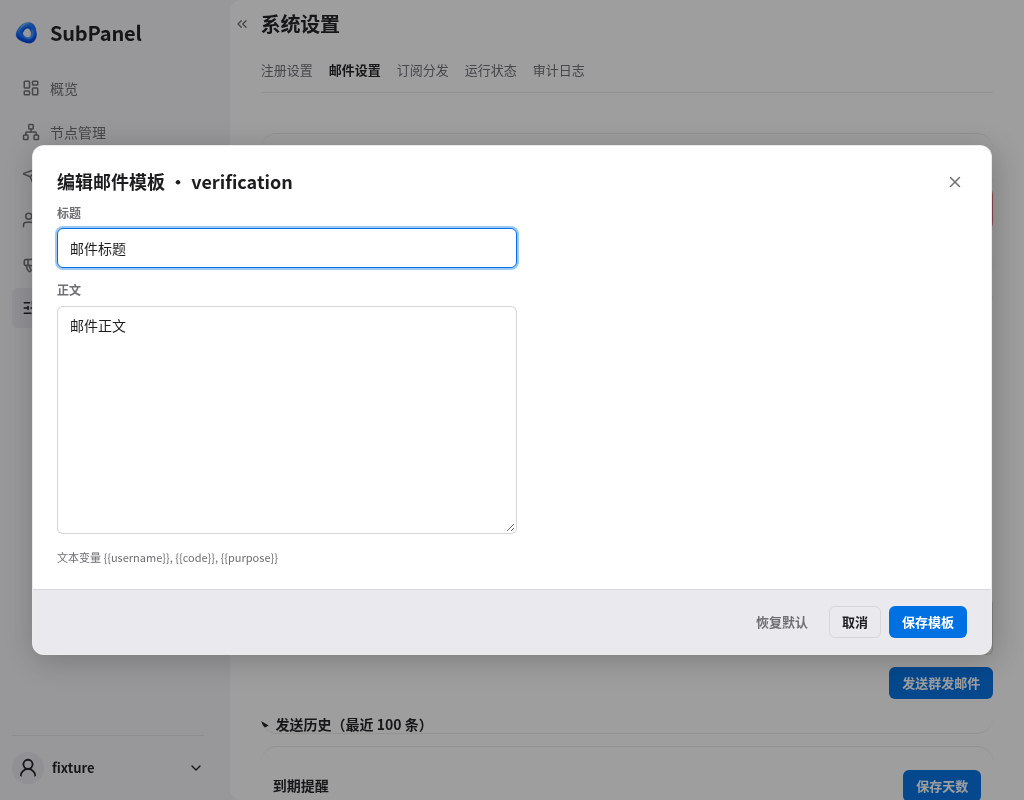 SubPanel
概览
节点管理
«
系统设置
注册设置 邮件设置 订阅分发 运行状态 审计日志
编辑邮件模板 · verification
标题
邮件标题
正文
邮件正文
文本变量 {{username}}, {{code}}, {{purpose}}
恢复默认 取消 保存模板
发送群发邮件
发送历史（最近 100 条）
到期提醒
保存天数
fixture